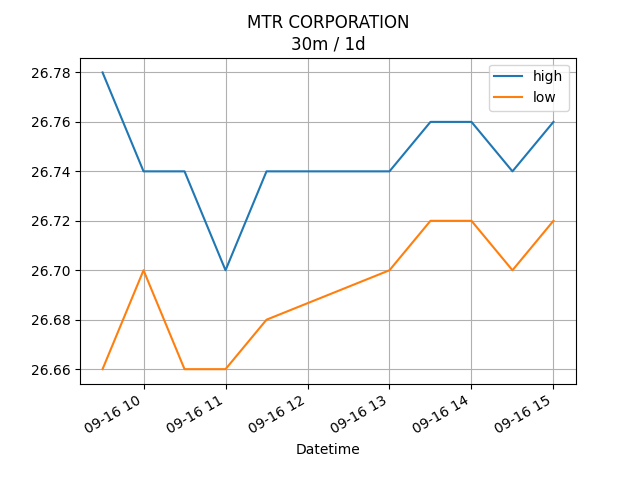 MTR CORPORATION
30m / 1d
high
low
26.78
26.76
26.74
26.72
26.70
26.68
26.66
09-16 10
09-16 11
09-16 12
09-16 13
09-16 14
09-16 15
Datetime